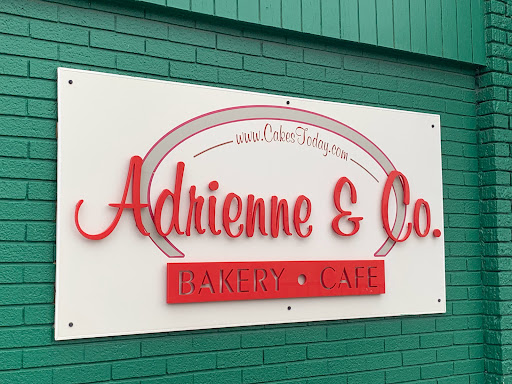 www.CakesToday.com
Adrienne & Co.
BAKERY • CAFE